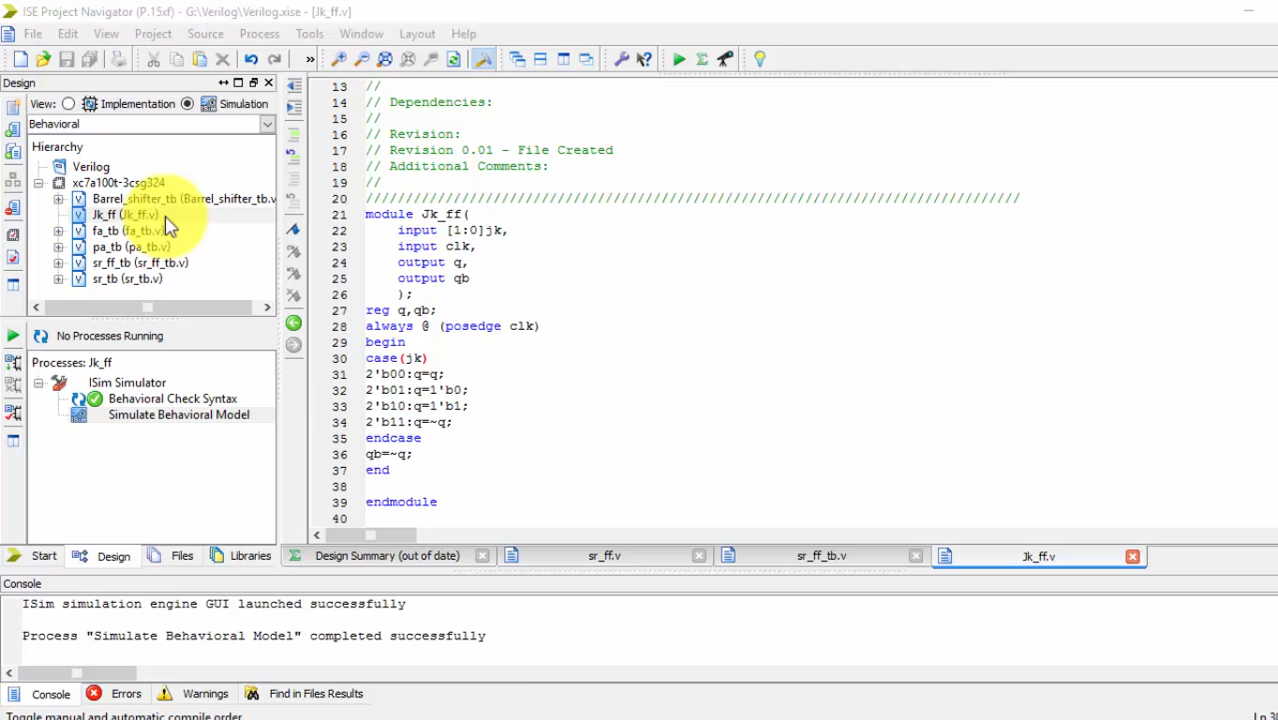 ISE Project Navigator (P.15xf) - G:\Verilog\Verilog.xise - [Jk_ff.v]
File Edit View Project Source Process Tools Window Layout Help
»
Design
View: Implementation Simulation
Behavioral
Hierarchy
Verilog
xc7a100t-3csg324
Barrel_shifter_tb (Barrel_shifter_tb.v
Jk_ff (Jk_ff.v)
fa_tb (fa_tb.v)
pa_tb (pa_tb.v)
sr_ff_tb (sr_ff_tb.v)
sr_tb (sr_tb.v)
No Processes Running
Processes: Jk_ff
ISim Simulator
Behavioral Check Syntax
Simulate Behavioral Model
Start Design Files Libraries
13 //
14 // Dependencies:
15 //
16 // Revision:
17 // Revision 0.01 - File Created
18 // Additional Comments:
19 //
20 //////////////////////////////////////////////////////////////////////////////////
21 module Jk_ff(
22 input [1:0]jk,
23 input clk,
24 output q,
25 output qb
26 );
27 reg q,qb;
28 always @ (posedge clk)
29 begin
30 case(jk)
31 2'b00:q=q;
32 2'b01:q=1'b0;
33 2'b10:q=1'b1;
34 2'b11:q=~q;
35 endcase
36 qb=~q;
37 end
38
39 endmodule
40
Design Summary (out of date) sr_ff.v sr_ff_tb.v Jk_ff.v
Console
ISim simulation engine GUI launched successfully
Process "Simulate Behavioral Model" completed successfully
Console Errors Warnings Find in Files Results
Toggle manual and automatic compile order